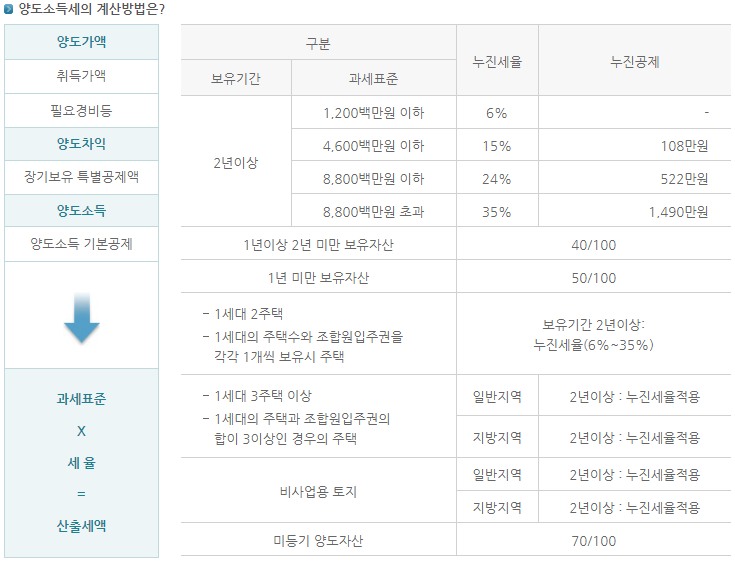 양도소득세의 계산방법은?
양도가액
취득가액
필요경비등
양도차익
장기보유 특별공제액
양도소득
양도소득 기본공제
과세표준
X
세 율
=
산출세액
구분
누진세율
누진공제
보유기간
과세표준
2년이상
1,200백만원 이하
6%
-
4,600백만원 이하
15%
108만원
8,800백만원 이하
24%
522만원
8,800백만원 초과
35%
1,490만원
1년이상 2년 미만 보유자산
40/100
1년 미만 보유자산
50/100
- 1세대 2주택
- 1세대의 주택수와 조합원입주권을
각각 1개씩 보유시 주택
보유기간 2년이상:
누진세율(6%~35%)
- 1세대 3주택 이상
- 1세대의 주택과 조합원입주권의
합이 3이상인 경우의 주택
일반지역
2년이상 : 누진세율적용
지방지역
2년이상 : 누진세율적용
비사업용 토지
일반지역
2년이상 : 누진세율적용
지방지역
2년이상 : 누진세율적용
미등기 양도자산
70/100